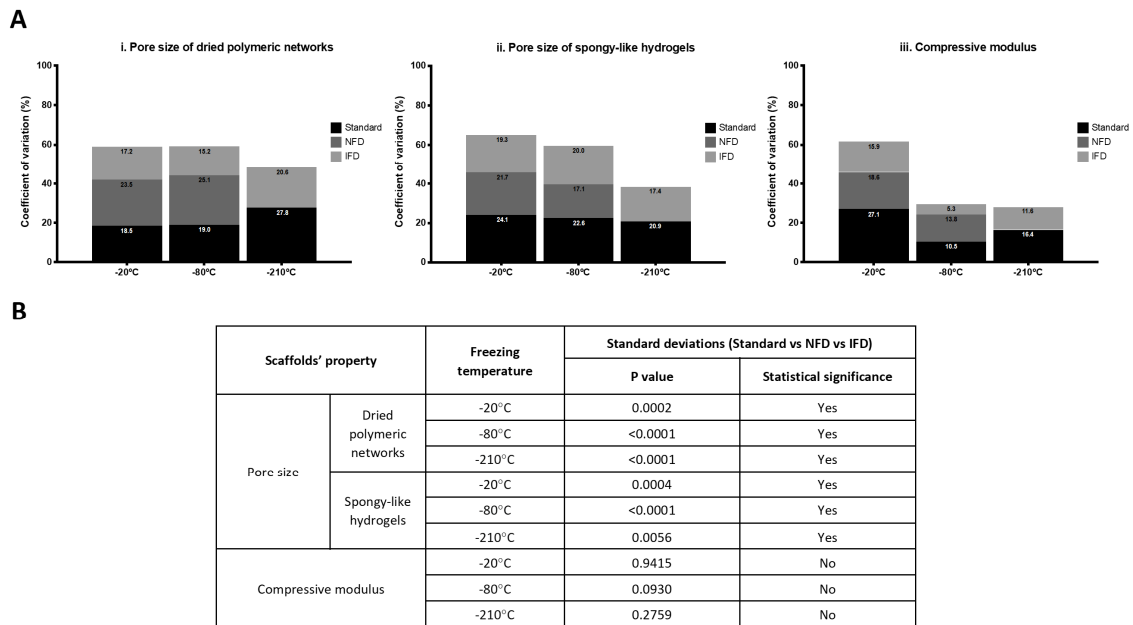 A
i. Pore size of dried polymeric networks
Coefficient of variation (%)
100
80
60
40
20
0
17.2
23.5
18.5
15.2
25.1
19.0
20.6
27.8
-20ºC
-80ºC
-210ºC
Standard
NFD
IFD
ii. Pore size of spongy-like hydrogels
Coefficient of variation (%)
100
80
60
40
20
0
19.3
21.7
24.1
20.0
17.1
22.6
17.4
20.9
-20ºC
-80ºC
-210ºC
Standard
NFD
IFD
iii. Compressive modulus
Coefficient of variation (%)
100
80
60
40
20
0
15.9
18.6
27.1
5.3
13.8
10.5
11.6
16.4
-20ºC
-80ºC
-210ºC
Standard
NFD
IFD
B
Scaffolds' property
Freezing
temperature
Standard deviations (Standard vs NFD vs IFD)
P value
Statistical significance
Pore size
Dried
polymeric
networks
-20°C
0.0002
Yes
-80°C
<0.0001
Yes
-210°C
<0.0001
Yes
Spongy-like
hydrogels
-20°C
0.0004
Yes
-80°C
<0.0001
Yes
-210°C
0.0056
Yes
Compressive modulus
-20°C
0.9415
No
-80°C
0.0930
No
-210°C
0.2759
No